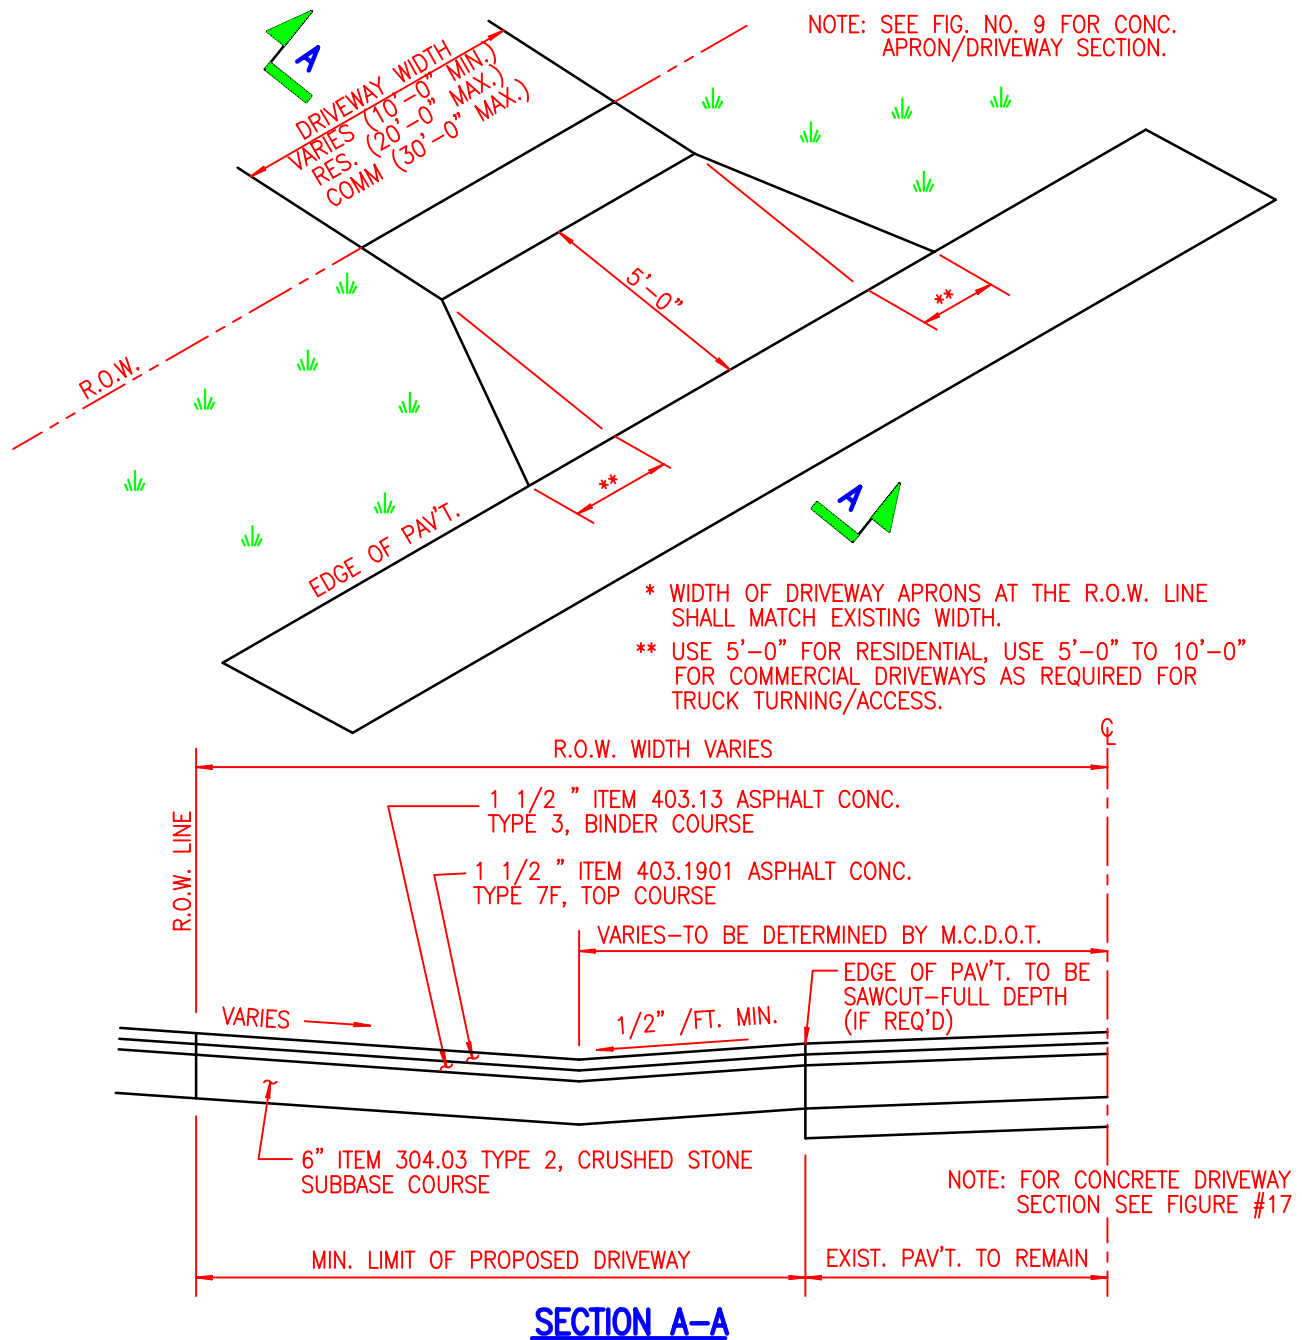 NOTE: SEE FIG. NO. 9 FOR CONC.
APRON/DRIVEWAY SECTION.
A
DRIVEWAY WIDTH
VARIES (10'-0" MIN.)
RES. (20'-0" MAX.)
COMM (30'-0" MAX.)
5'-0"
**
R.O.W.
**
EDGE OF PAV'T.
A
* WIDTH OF DRIVEWAY APRONS AT THE R.O.W. LINE
SHALL MATCH EXISTING WIDTH.
** USE 5'-0" FOR RESIDENTIAL, USE 5'-0" TO 10'-0"
FOR COMMERCIAL DRIVEWAYS AS REQUIRED FOR
TRUCK TURNING/ACCESS.
℄
R.O.W. WIDTH VARIES
R.O.W. LINE
1 1/2 " ITEM 403.13 ASPHALT CONC.
TYPE 3, BINDER COURSE
1 1/2 " ITEM 403.1901 ASPHALT CONC.
TYPE 7F, TOP COURSE
VARIES-TO BE DETERMINED BY M.C.D.O.T.
EDGE OF PAV'T. TO BE
SAWCUT-FULL DEPTH
(IF REQ'D)
VARIES
1/2" /FT. MIN.
6" ITEM 304.03 TYPE 2, CRUSHED STONE
SUBBASE COURSE
NOTE: FOR CONCRETE DRIVEWAY
SECTION SEE FIGURE #17
MIN. LIMIT OF PROPOSED DRIVEWAY
EXIST. PAV'T. TO REMAIN
SECTION A-A